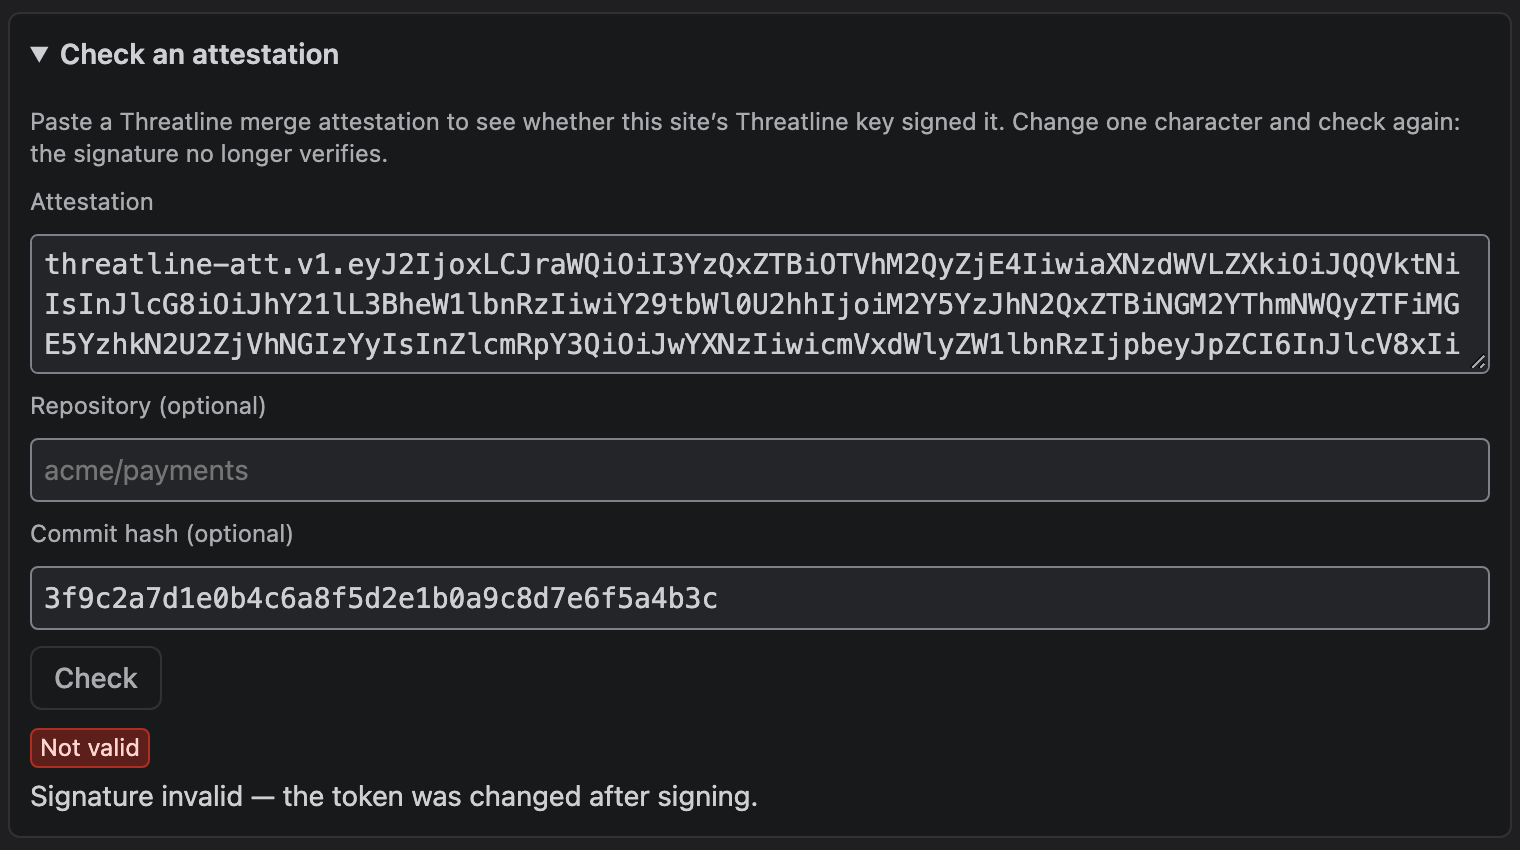 ▼ Check an attestation
Paste a Threatline merge attestation to see whether this site’s Threatline key signed it. Change one character and check again:
the signature no longer verifies.
Attestation
threatline-att.v1.eyJ2IjoxLCJraWQiOiI3YzQxZTBiOTVhM2QyZjE4IiwiaXNzdWVLZXkiOiJQQVktNi
IsInJlcG8iOiJhY21lL3BheW1lbnRzIiwiY29tbWl0U2hhIjoiM2Y5YzJhN2QxZTBiNGM2YThmNWQyZTFiMG
E5YzhkN2U2ZjVhNGIzYyIsInZlcmRpY3QiOiJwYXNzIiwicmVxdWlyZW1lbnRzIjpbeyJpZCI6InJlcV8xIi
Repository (optional)
acme/payments
Commit hash (optional)
3f9c2a7d1e0b4c6a8f5d2e1b0a9c8d7e6f5a4b3c
Check
Not valid
Signature invalid — the token was changed after signing.